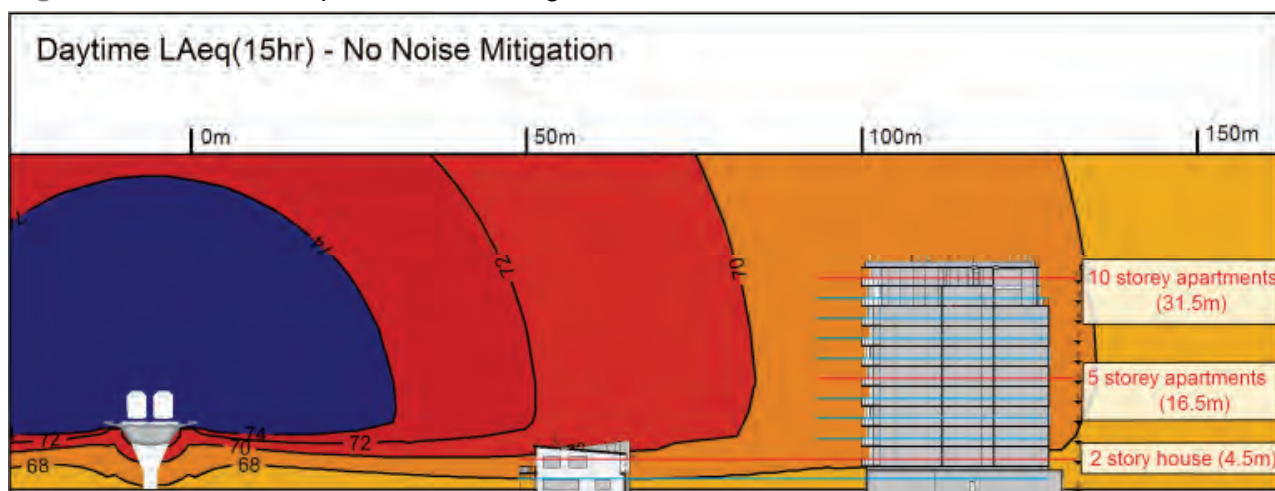 Daytime LAeq(15hr) - No Noise Mitigation
0m
50m
100m
150m
74
72
70
10 storey apartments
(31.5m)
5 storey apartments
(16.5m)
2 story house (4.5m)
72
74
72
70
68
68